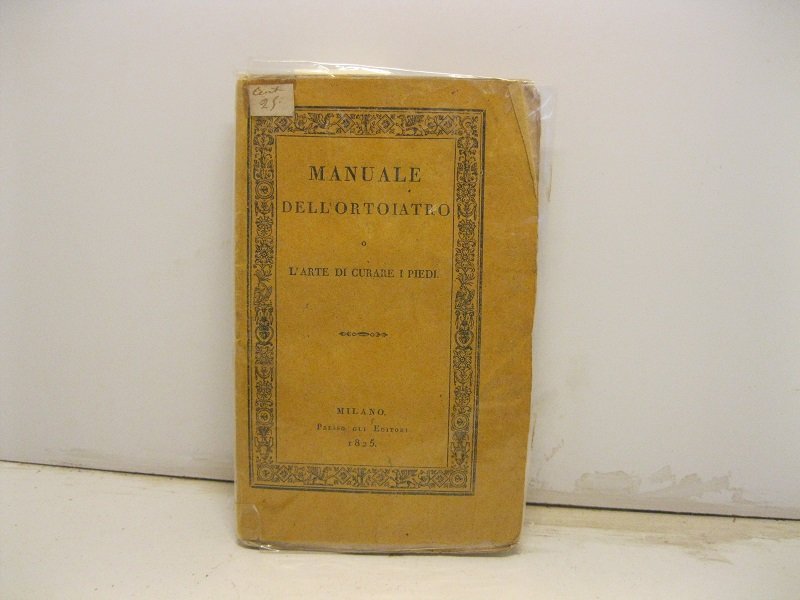 Cent
25
MANUALE
DELL'ORTOIATRO
O
L'ARTE DI CURARE I PIEDI.
MILANO.
PRESSO GLI EDITORI
1825.